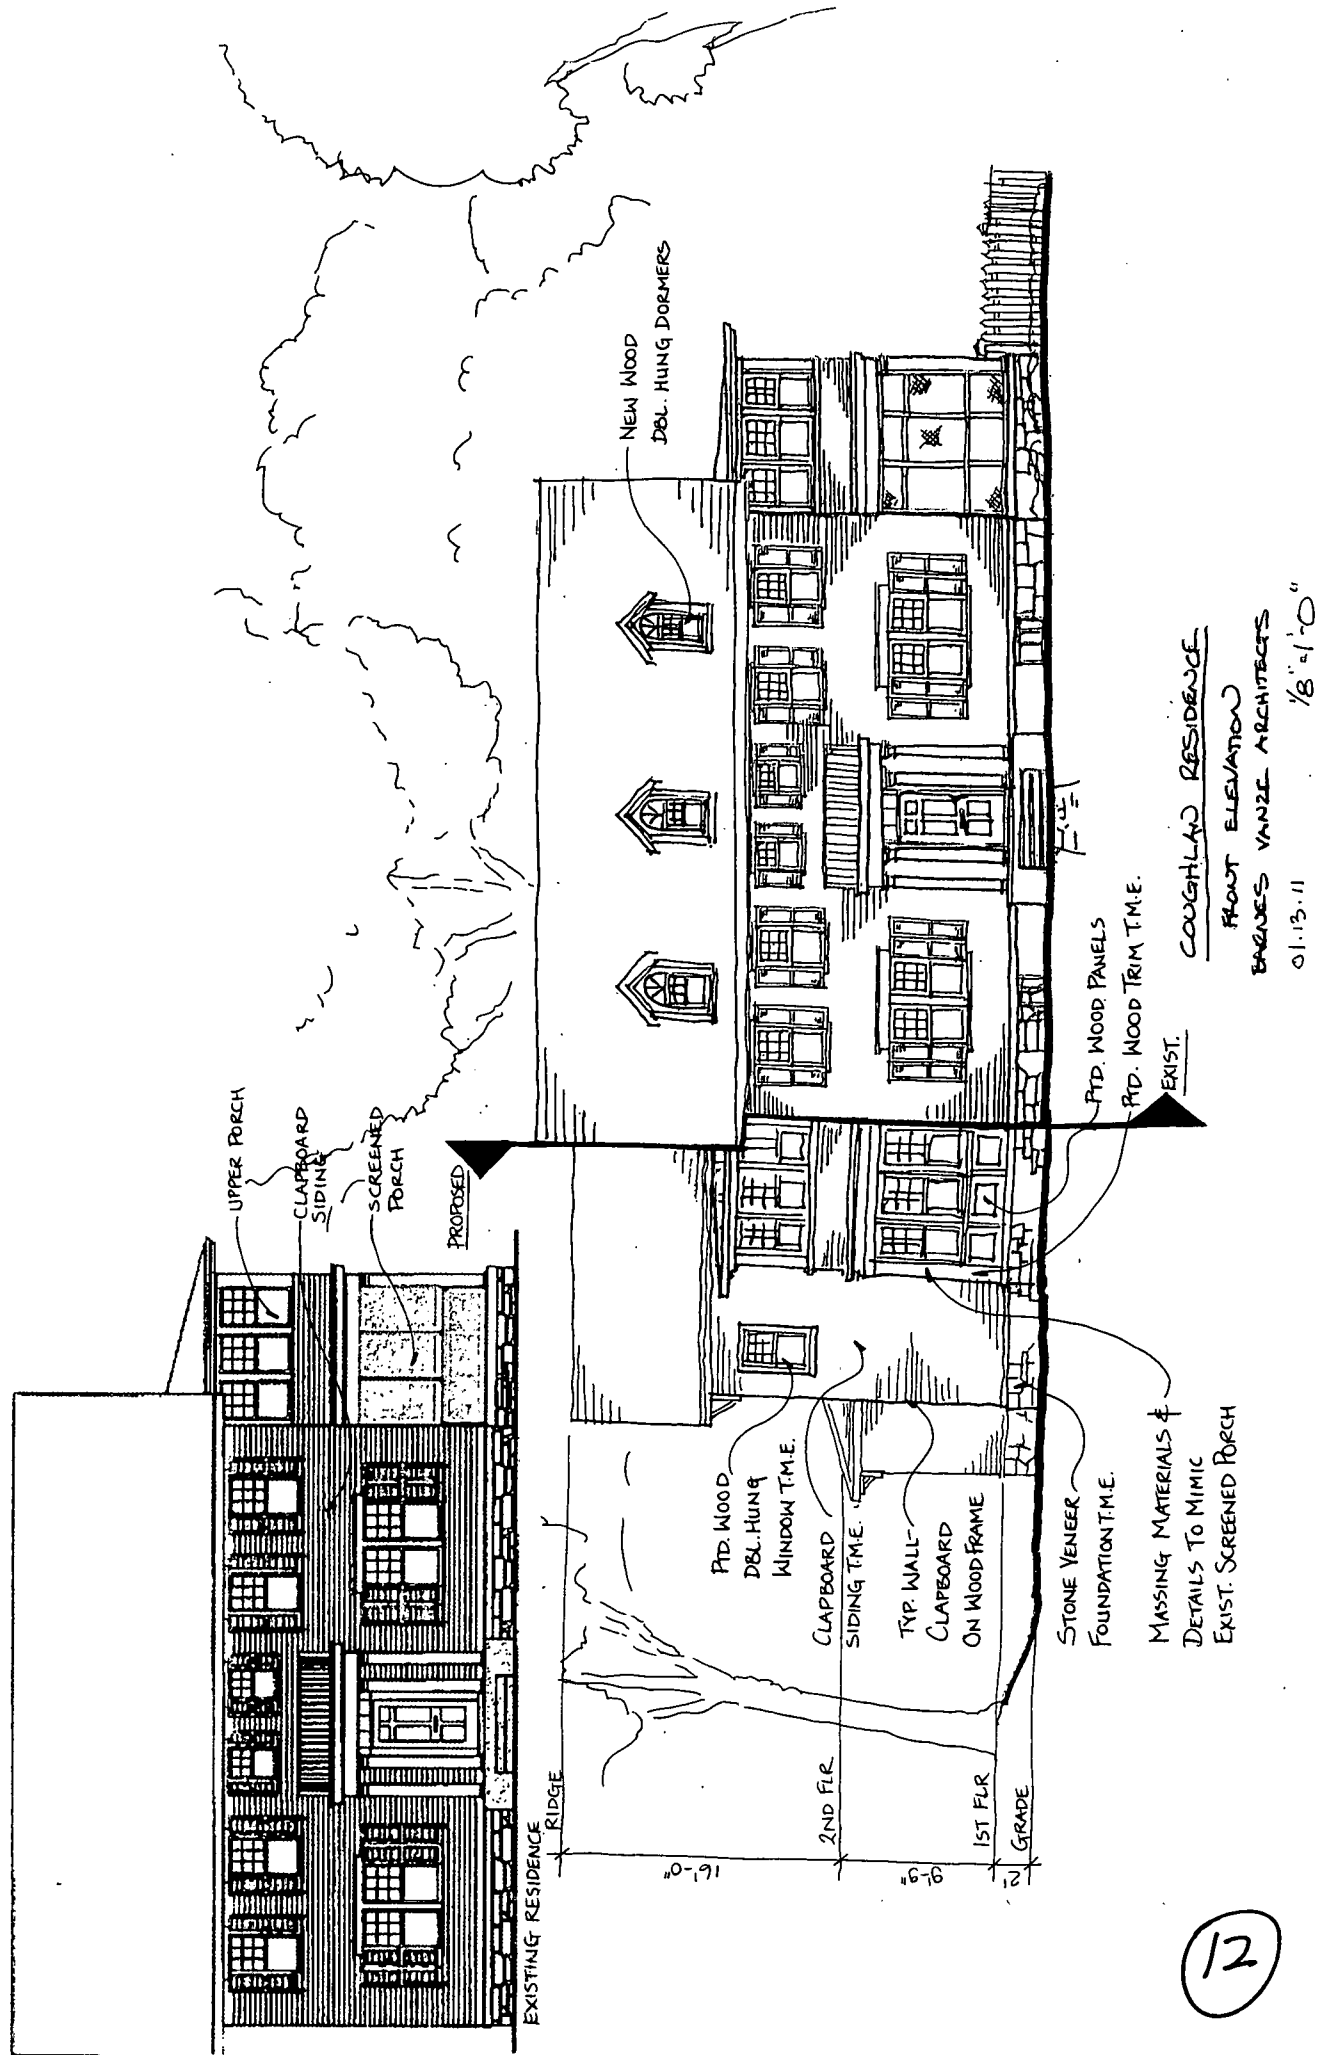 UPPER PORCH
CLAPBOARD
SIDING
SCREENED
PORCH
EXISTING RESIDENCE
PROPOSED
NEW WOOD
DBL. HUNG DORMERS
RIDGE
16'-0"
2ND FLR
9'-9"
1ST FLR
GRADE
2'
PTD. WOOD
DBL. HUNG
WINDOW T.M.E.
CLAPBOARD
SIDING T.M.E.
TYP. WALL-
CLAPBOARD
ON WOOD FRAME
STONE VENEER
FOUNDATION T.M.E.
MASSING MATERIALS &
DETAILS TO MIMIC
EXIST. SCREENED PORCH
PTD. WOOD PANELS
PTD. WOOD TRIM T.M.E.
EXIST.
COUGHLAN RESIDENCE
FRONT ELEVATION
BARNES VANZE ARCHITECTS
01.13.11
1/8"=1'-0"
12